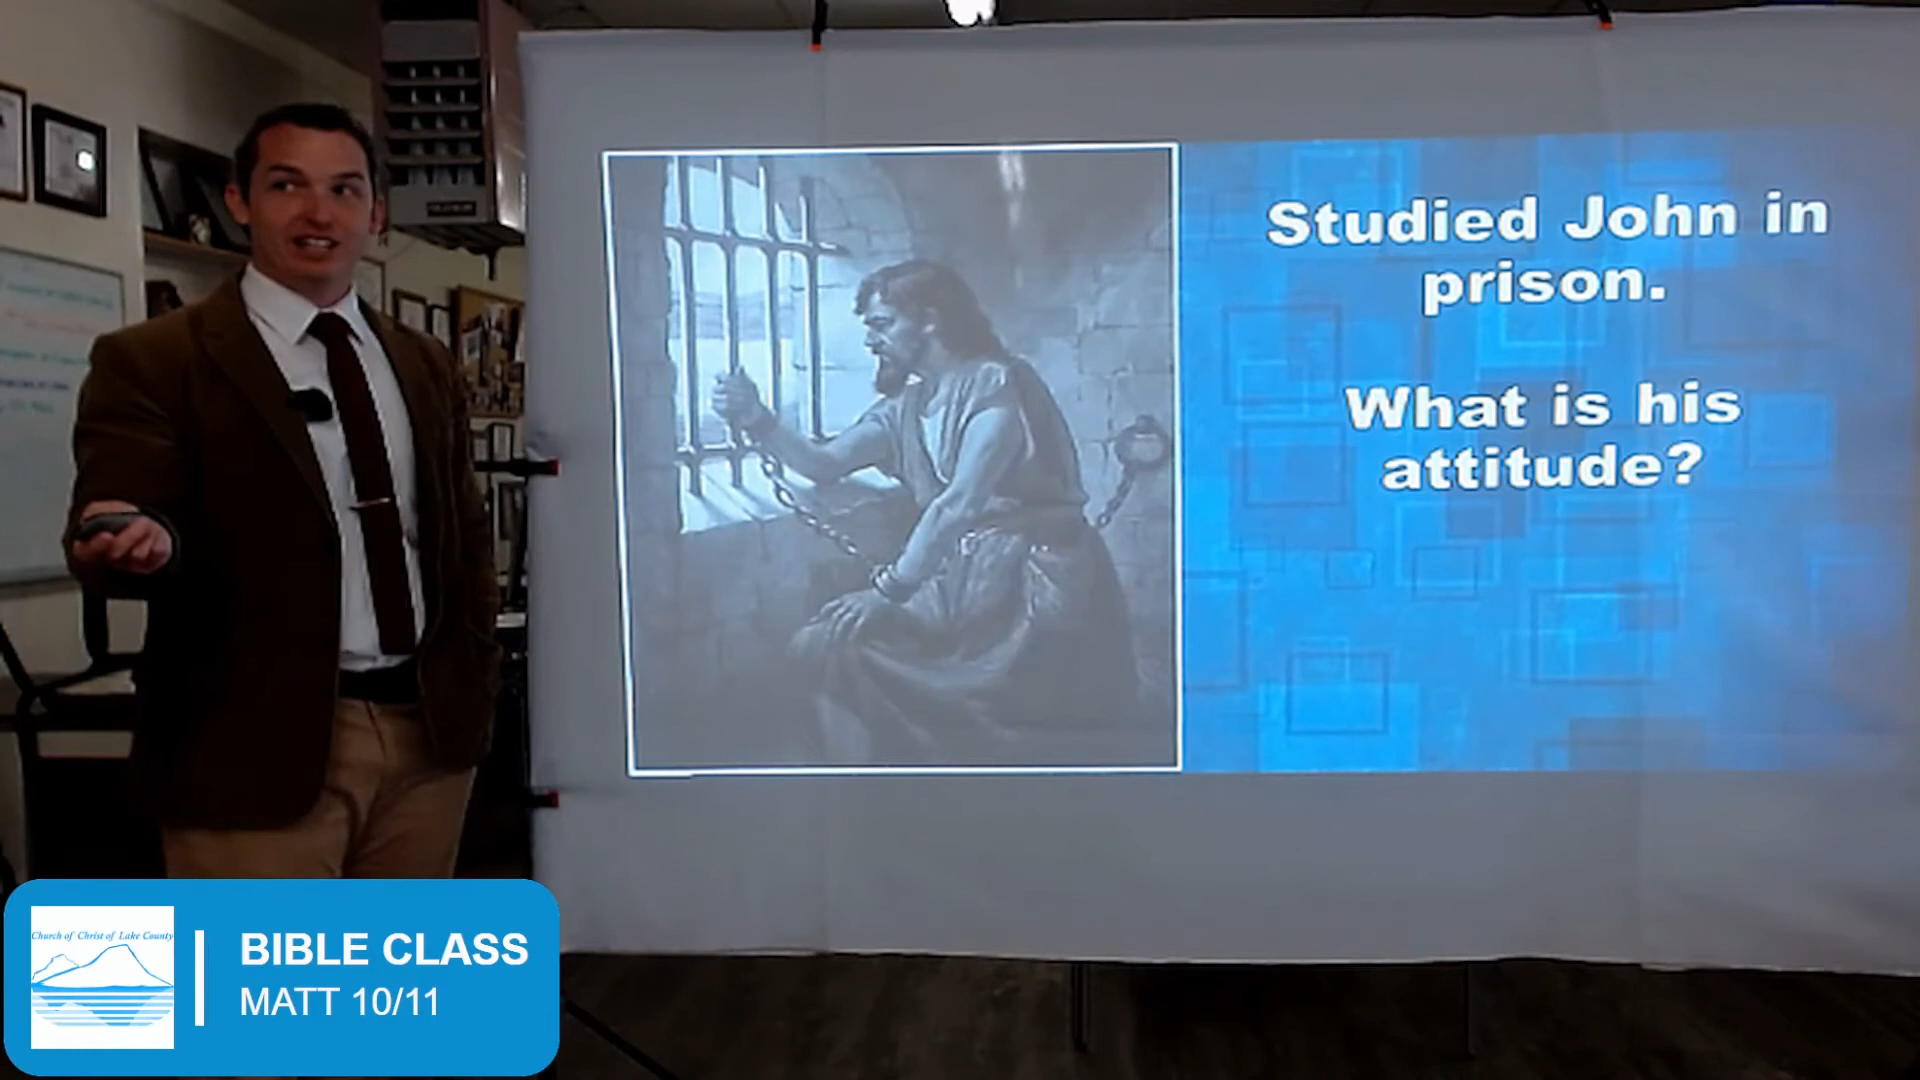 Studied John in
prison.
What is his
attitude?
Church of Christ of Lake County
BIBLE CLASS
MATT 10/11